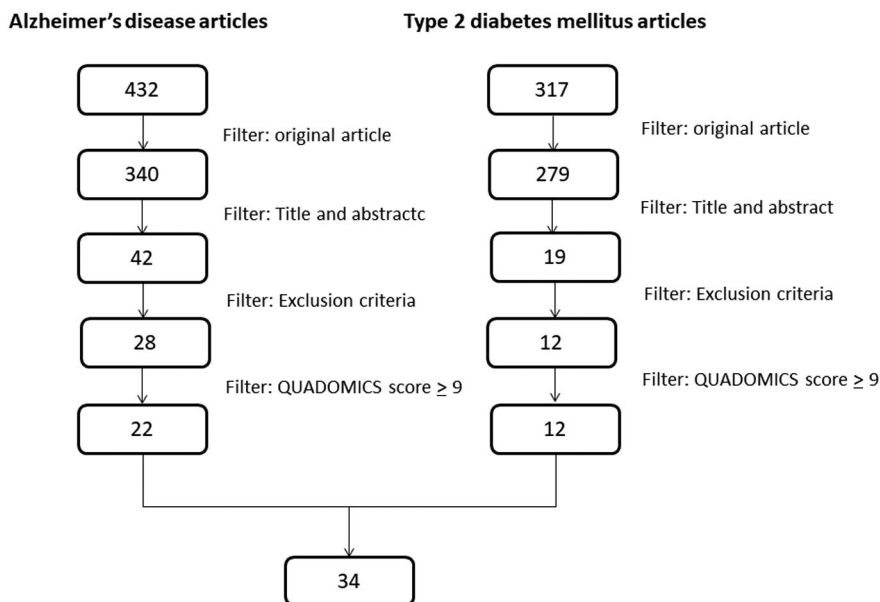 Alzheimer's disease articles
Type 2 diabetes mellitus articles
432
317
Filter: original article
Filter: original article
340
279
Filter: Title and abstractc
Filter: Title and abstract
42
19
Filter: Exclusion criteria
Filter: Exclusion criteria
28
12
Filter: QUADOMICS score ≥ 9
Filter: QUADOMICS score ≥ 9
22
12
34